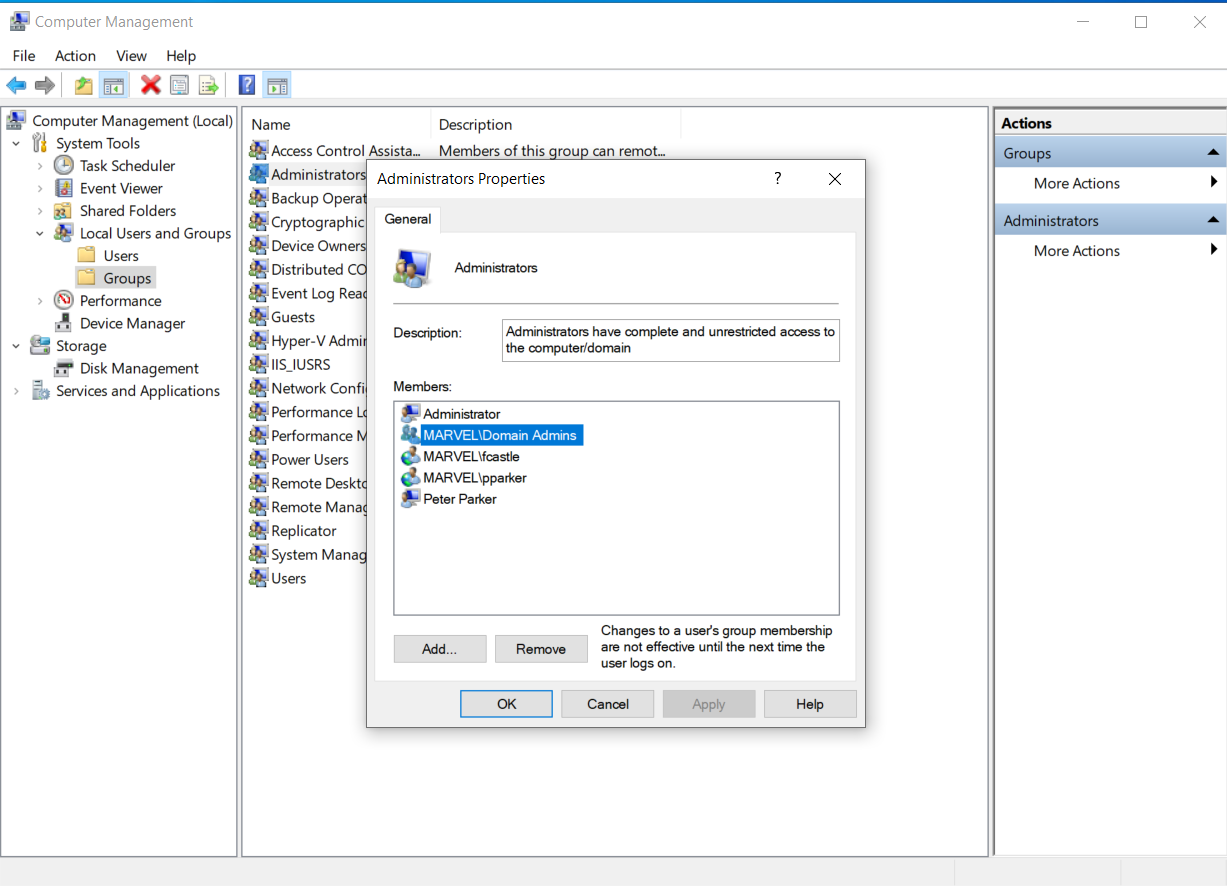 Computer Management
File Action View Help
Computer Management (Local)
System Tools
Task Scheduler
Event Viewer
Shared Folders
Local Users and Groups
Users
Groups
Performance
Device Manager
Storage
Disk Management
Services and Applications
Name Description
Access Control Assista... Members of this group can remot...
Administrators
Backup Operat
Cryptographic
Device Owners
Distributed CO
Event Log Read
Guests
Hyper-V Admin
IIS_IUSRS
Network Config
Performance Lo
Performance M
Power Users
Remote Deskto
Remote Manag
Replicator
System Manag
Users
Administrators Properties
?
General
Administrators
Description:
Administrators have complete and unrestricted access to
the computer/domain
Members:
Administrator
MARVEL\Domain Admins
MARVEL\fcastle
MARVEL\pparker
Peter Parker
Add... Remove
Changes to a user's group membership
are not effective until the next time the
user logs on.
OK Cancel Apply Help
Actions
Groups
More Actions
Administrators
More Actions